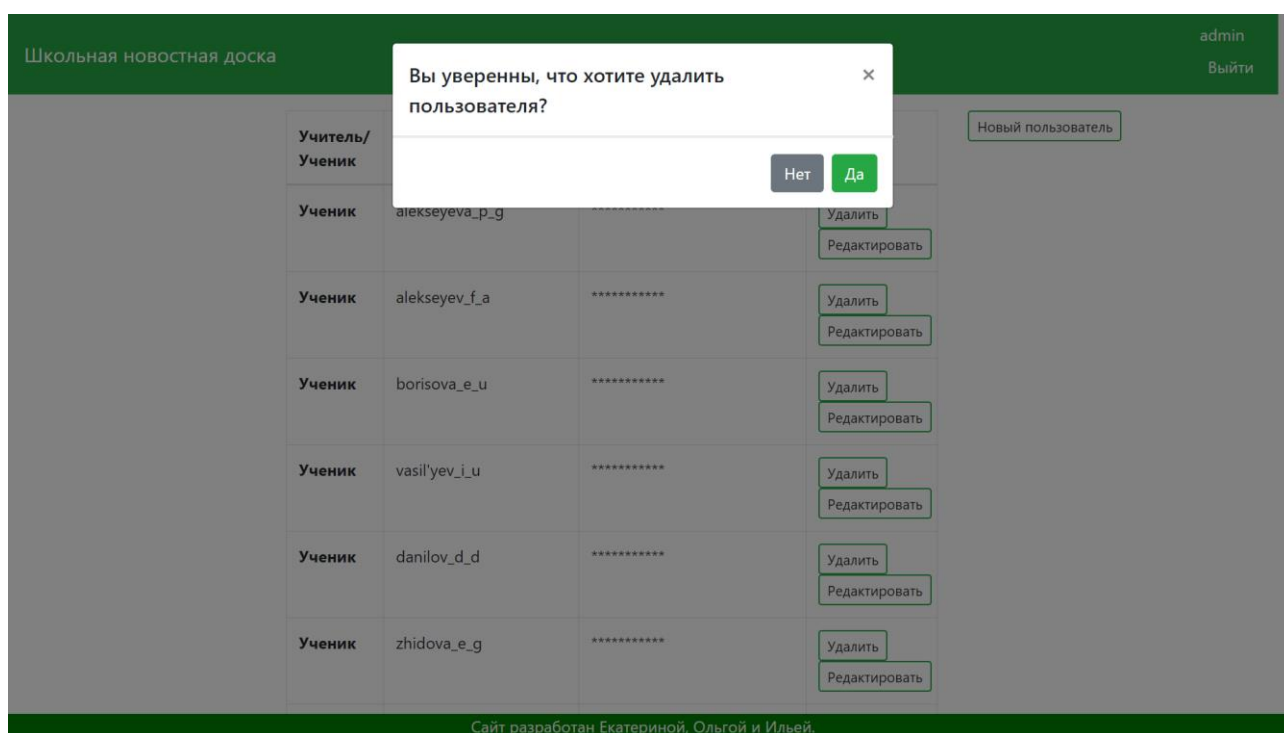 admin
Школьная новостная доска
Выйти
Вы уверенны, что хотите удалить
×
пользователя?
Нет Да
Новый пользователь
Учитель/
Ученик
Ученик alekseyeva_p_g *********** Удалить
Редактировать
Ученик alekseyev_f_a *********** Удалить
Редактировать
Ученик borisova_e_u *********** Удалить
Редактировать
Ученик vasil'yev_i_u *********** Удалить
Редактировать
Ученик danilov_d_d *********** Удалить
Редактировать
Ученик zhidova_e_g *********** Удалить
Редактировать
Сайт разработан Екатериной, Ольгой и Ильей.